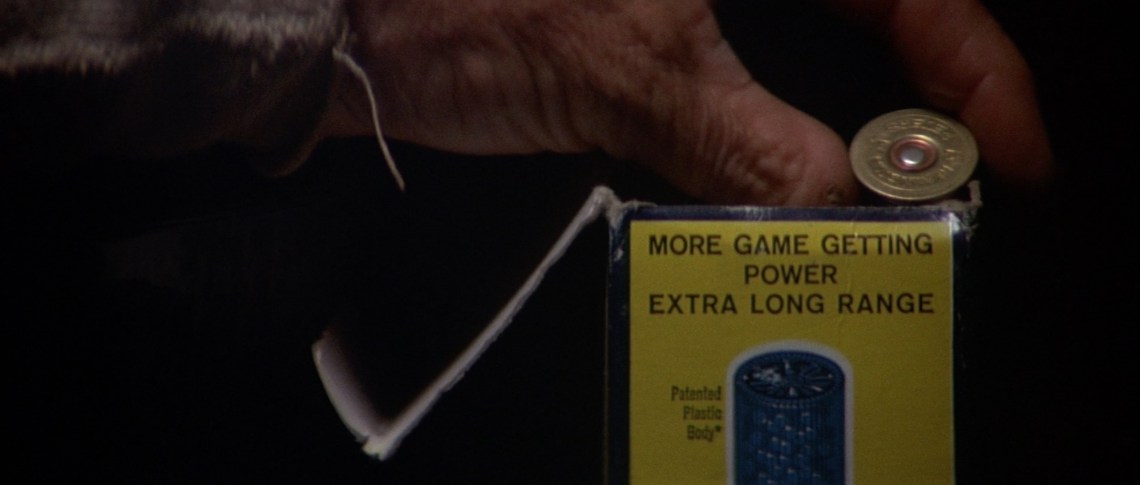 MORE GAME GETTING
POWER
EXTRA LONG RANGE
Patented
Plastic
Body*